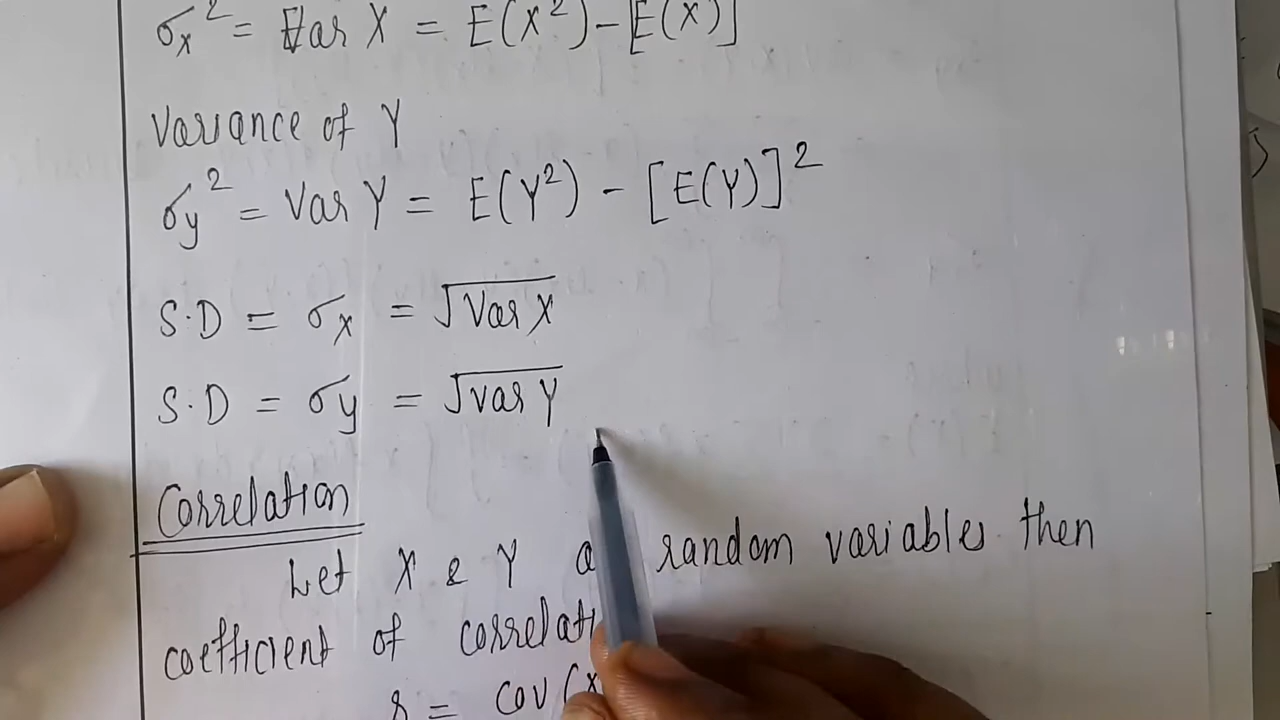 σx² = Var X = E(X²) - [E(X)]
Variance of Y
σy² = Var Y = E(Y²) - [E(Y)]²
S.D = σx = √Var X
S.D = σy = √Var Y
Correlation
Let X & Y random variables then
coefficient of
= Cov (X